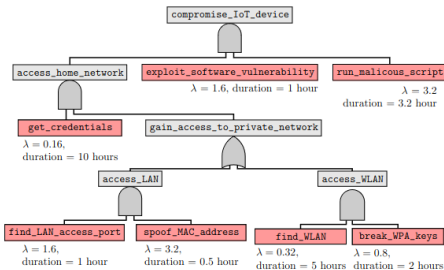 compromise_IoT_device
access_home_network
exploit_software_vulnerability
run_malicous_script
λ = 1.6, duration = 1 hour
λ = 3.2
duration = 3.2 hour
get_credentials
gain_access_to_private_network
λ = 0.16,
duration = 10 hours
access_LAN
access_WLAN
find_LAN_access_port
spoof_MAC_address
find_WLAN
break_WPA_keys
λ = 1.6,
duration = 1 hour
λ = 3.2,
duration = 0.5 hour
λ = 0.32,
duration = 5 hours
λ = 0.8,
duration = 2 hours